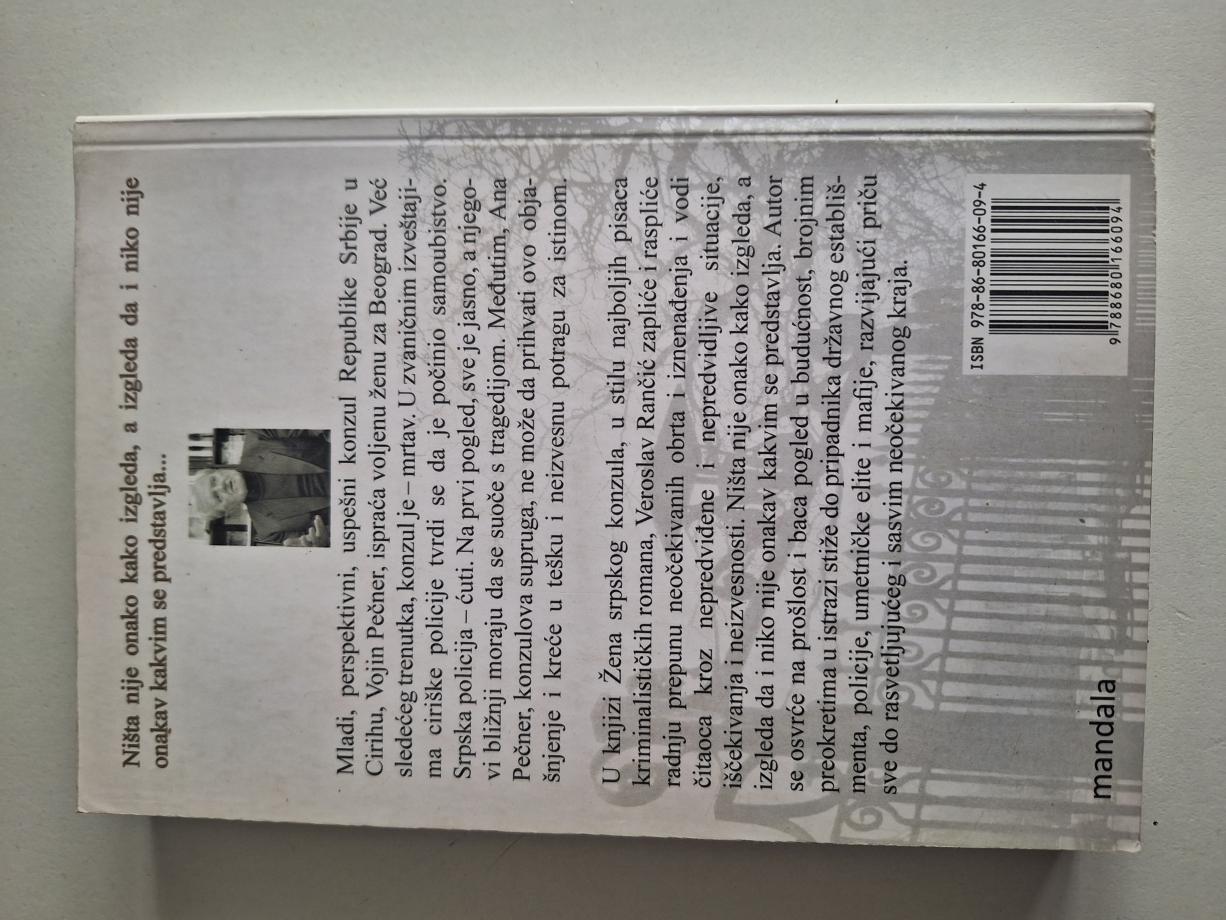 Ništa nije onako kako izgleda, a izgleda da i niko nije
onakav kakvim se predstavlja...
Mladi, perspektivni, uspešni konzul Republike Srbije u
Cirihu, Vojin Pečner, ispraća voljenu ženu za Beograd. Već
sledećeg trenutka, konzul je – mrtav. U zvaničnim izveštaji-
ma ciriške policije tvrdi se da je počinio samoubistvo.
Srpska policija – ćuti. Na prvi pogled, sve je jasno, a njego-
vi bližnji moraju da se suoče s tragedijom. Međutim, Ana
Pečner, konzulova supruga, ne može da prihvati ovo obja-
šnjenje i kreće u tešku i neizvesnu potragu za istinom.
U knjizi Žena srpskog konzula, u stilu najboljih pisaca
kriminalističkih romana, Veroslav Rančić zapliće i raspliće
radnju prepunu neočekivanih obrta i iznenađenja i vodi
čitaoca kroz nepredviđene i nepredvidljive situacije,
iščekivanja i neizvesnosti. Ništa nije onako kako izgleda, a
izgleda da i niko nije onakav kakvim se predstavlja. Autor
se osvrće na prošlost i baca pogled u budućnost, brojnim
preokretima u istrazi stiže do pripadnika državnog establiš-
menta, policije, umetničke elite i mafije, razvijajući priču
sve do rasvetljujućeg i sasvim neočekivanog kraja.
mandala
ISBN 978-86-80166-09-4
9 788680 166094